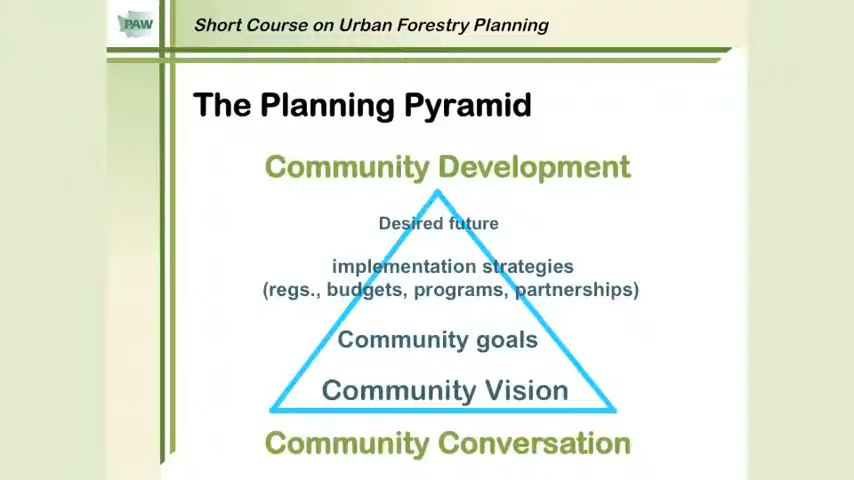 PAW
Short Course on Urban Forestry Planning
The Planning Pyramid
Community Development
Desired future
implementation strategies
(regs., budgets, programs, partnerships)
Community goals
Community Vision
Community Conversation